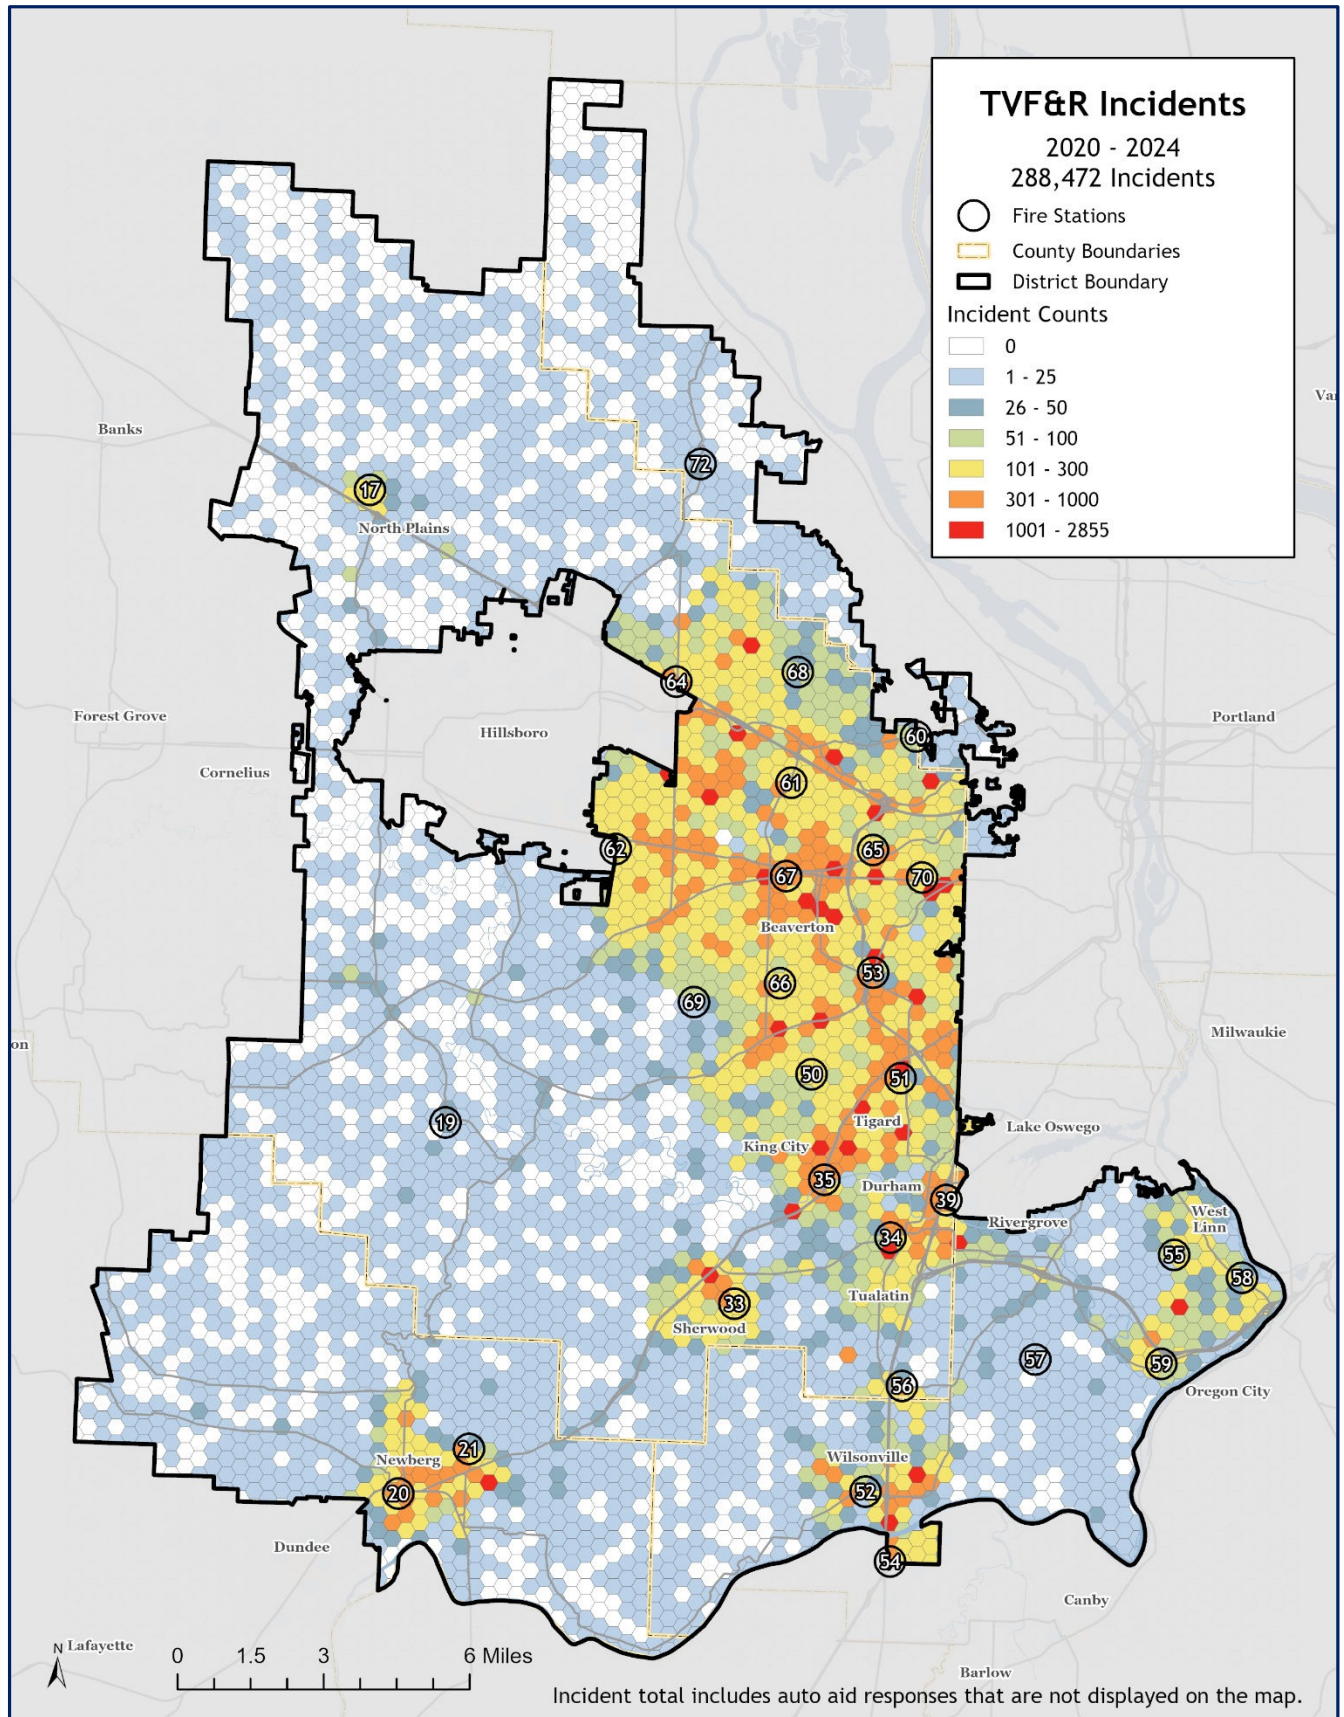 TVF&R Incidents
2020 - 2024
288,472 Incidents
Fire Stations
County Boundaries
District Boundary
Incident Counts
0
1 - 25
26 - 50
51 - 100
101 - 300
301 - 1000
1001 - 2855
Va
Banks
72
17
North Plains
68
64
Forest Grove
Portland
60
Hillsboro
Cornelius
61
62
65
67
70
Beaverton
53
66
69
on
Milwaukie
50
51
19
Tigard
Lake Oswego
King City
35
Durham
39
West
Linn
Rivergrove
34
55
58
Tualatin
33
Sherwood
57
59
56
Oregon City
21
Newberg
Wilsonville
20
52
Dundee
54
Canby
N
Lafayette
0 1.5 3 6 Miles
Barlow
Incident total includes auto aid responses that are not displayed on the map.